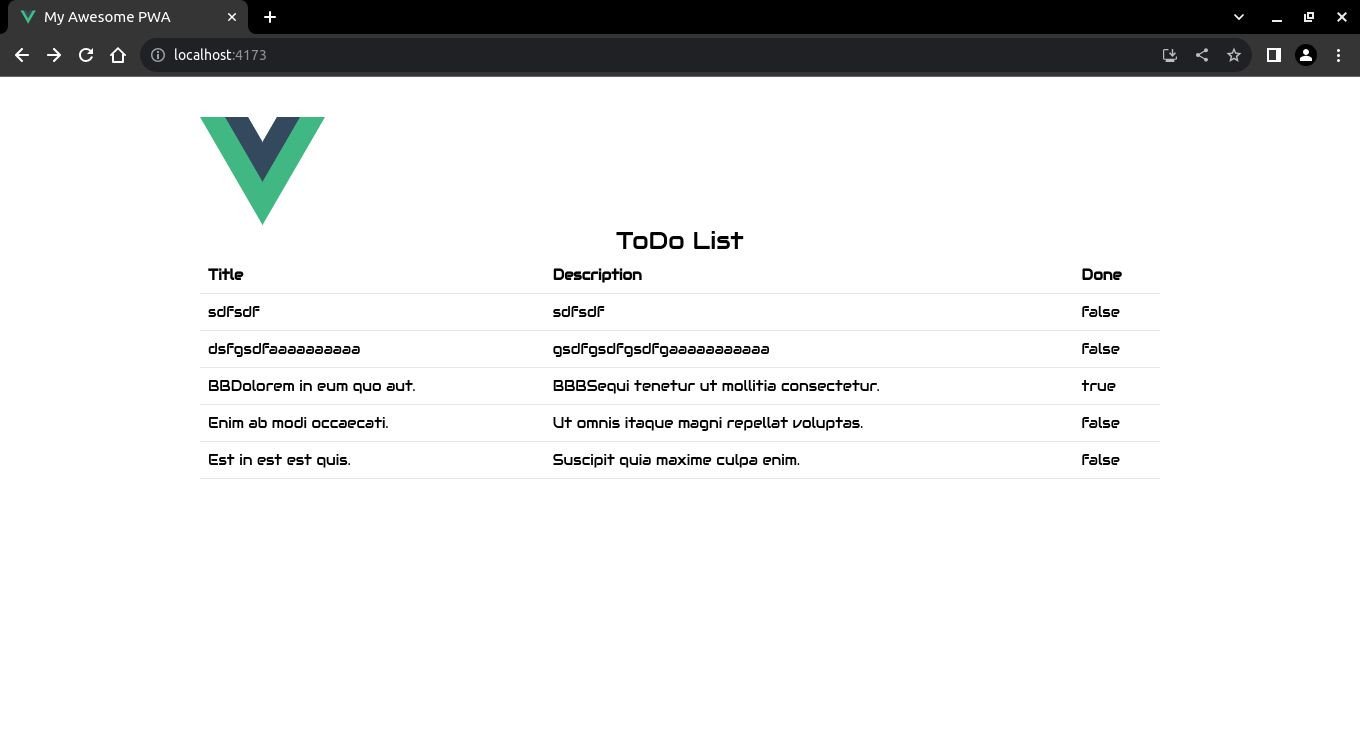 My Awesome PWA
localhost:4173
ToDo List
Title Description Done
sdfsdf sdfsdf false
dsfgsdfaaaaaaaaaa gsdfgsdfgsdfgaaaaaaaaaaa false
BBDolorem in eum quo aut. BBBSequi tenetur ut mollitia consectetur. true
Enim ab modi occaecati. Ut omnis itaque magni repellat voluptas. false
Est in est est quis. Suscipit quia maxime culpa enim. false